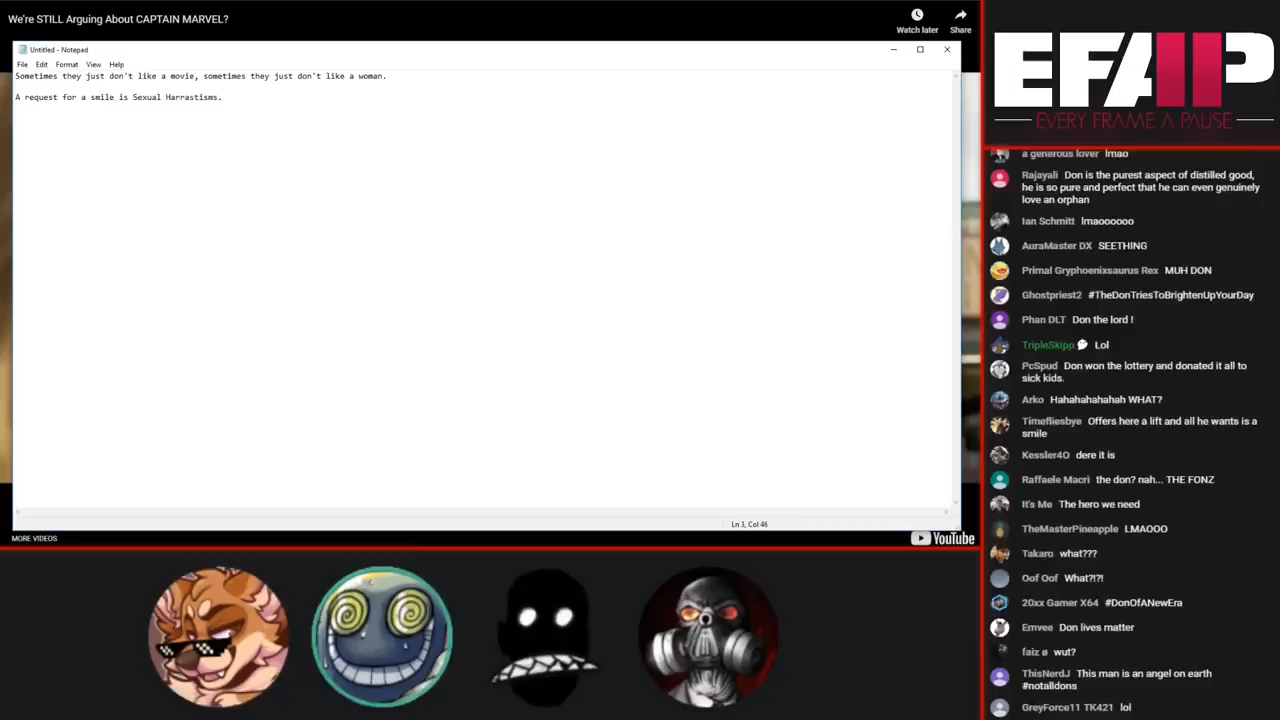 We're STILL Arguing About CAPTAIN MARVEL?
Watch later
Share
Untitled - Notepad
File Edit Format View Help
Sometimes they just don't like a movie, sometimes they just don't like a woman.
A request for a smile is Sexual Harrastisms.
Ln 3, Col 46
MORE VIDEOS
YouTube
EFAP
EVERY FRAME A PAUSE
a generous lover lmao
Rajayali Don is the purest aspect of distilled good,
he is so pure and perfect that he can even genuinely
love an orphan
Ian Schmitt lmaoooooo
AuraMaster DX SEETHING
Primal Gryphoenixsaurus Rex MUH DON
Ghostpriest2 #TheDonTriesToBrightenUpYourDay
Phan DLT Don the lord !
TripleSkipp Lol
PcSpud Don won the lottery and donated it all to
sick kids.
Arko Hahahahahahah WHAT?
Timefliesbye Offers here a lift and all he wants is a
smile
Kessler4O dere it is
Raffaele Macri the don? nah... THE FONZ
It's Me The hero we need
TheMasterPineapple LMAOOO
Takaro what???
Oof Oof What?!?!
20xx Gamer X64 #DonOfANewEra
Emvee Don lives matter
faiz ø wut?
ThisNerdJ This man is an angel on earth
#notalldons
GreyForce11 TK421 lol